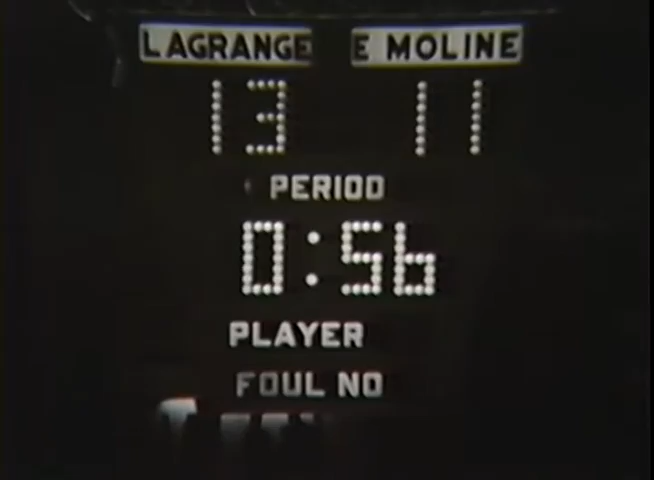 LAGRANGE E MOLINE
13 11
PERIOD
0:56
PLAYER
FOUL NO